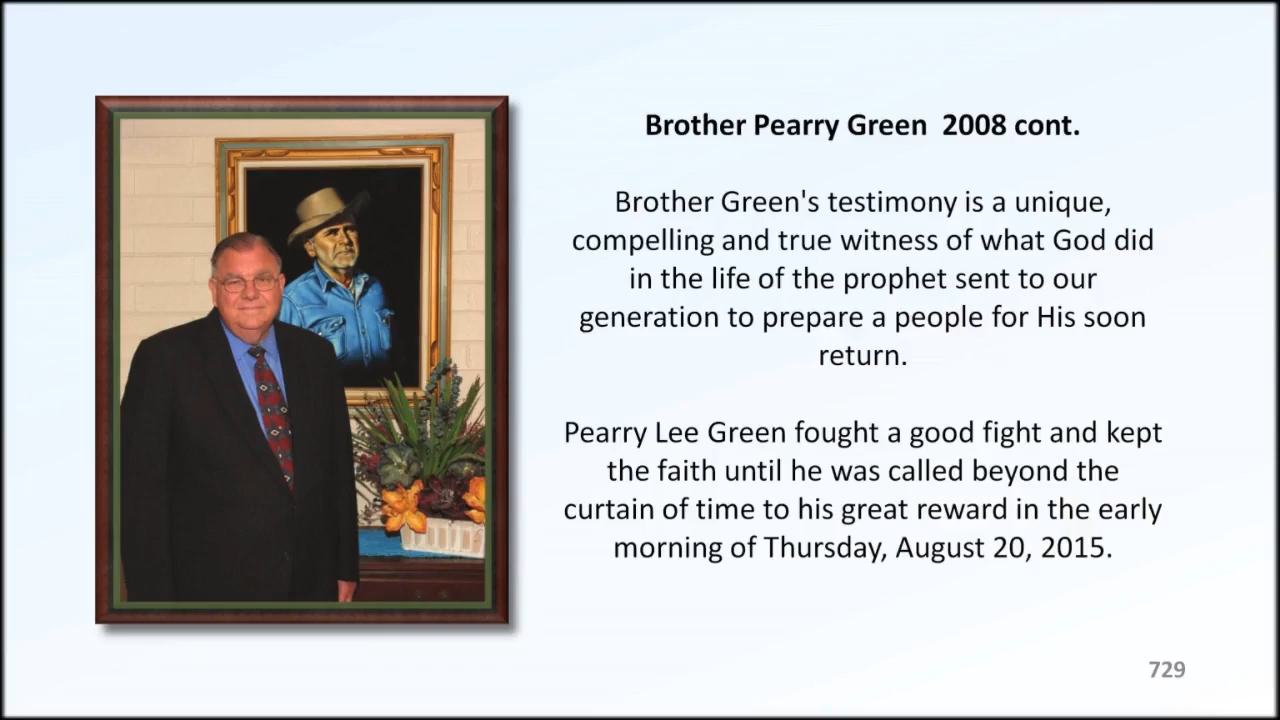 Brother Pearry Green  2008 cont.
Brother Green's testimony is a unique,
compelling and true witness of what God did
in the life of the prophet sent to our
generation to prepare a people for His soon
return.
Pearry Lee Green fought a good fight and kept
the faith until he was called beyond the
curtain of time to his great reward in the early
morning of Thursday, August 20, 2015.
729